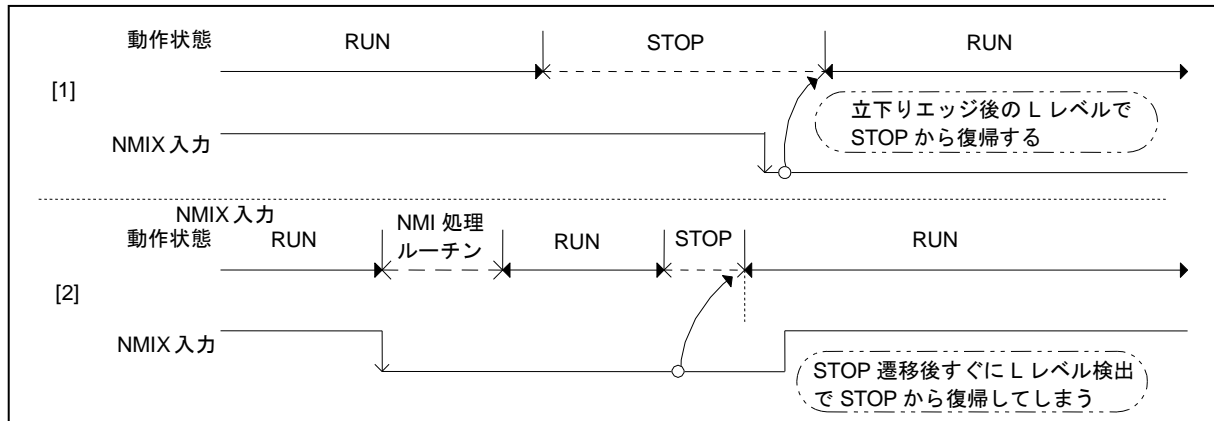 動作状態 RUN STOP RUN
[1]
立下りエッジ後の L レベルで
STOP から復帰する
NMIX 入力
NMIX 入力
動作状態 RUN NMI 処理
ルーチン RUN STOP RUN
[2]
NMIX 入力
STOP 遷移後すぐに L レベル検出
で STOP から復帰してしまう